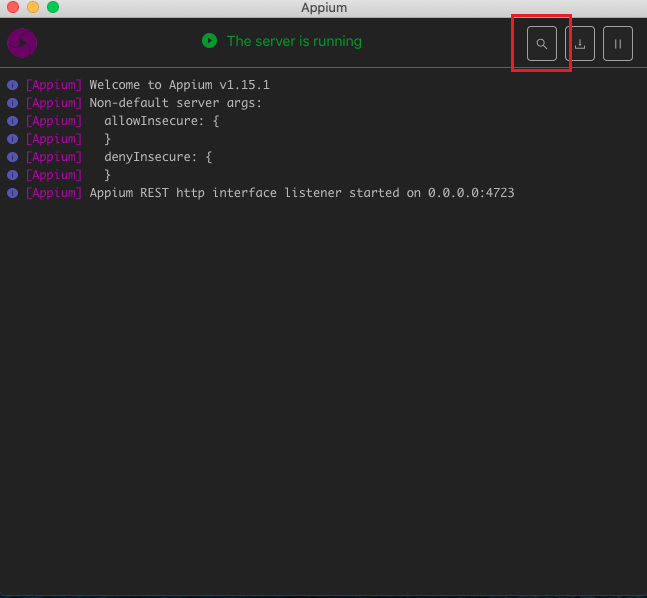 Appium
The server is running
[Appium] Welcome to Appium v1.15.1
[Appium] Non-default server args:
[Appium]   allowInsecure: {
[Appium]   }
[Appium]   denyInsecure: {
[Appium]   }
[Appium] Appium REST http interface listener started on 0.0.0.0:4723